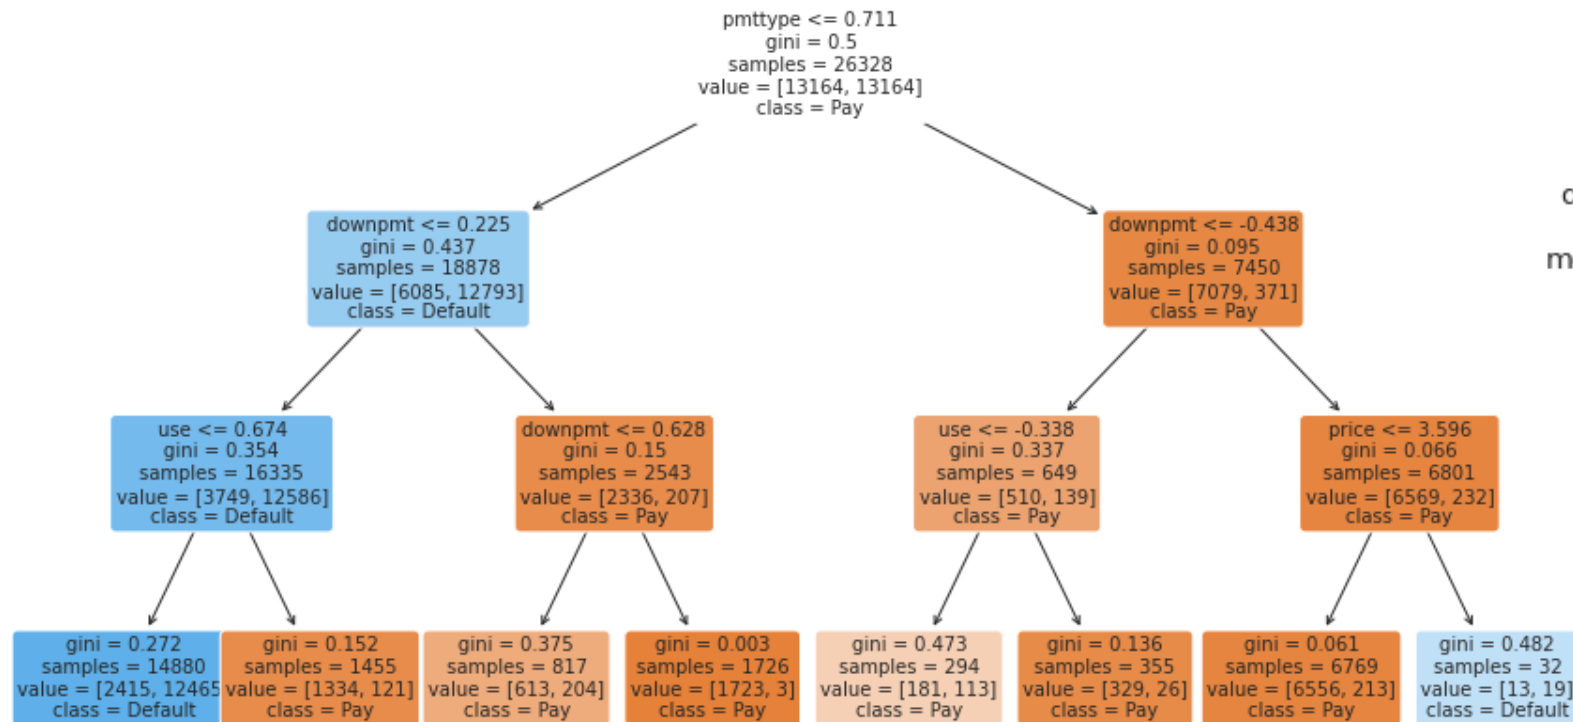 pmttype <= 0.711
gini = 0.5
samples = 26328
value = [13164, 13164]
class = Pay
downpmt <= 0.225
gini = 0.437
samples = 18878
value = [6085, 12793]
class = Default
downpmt <= -0.438
gini = 0.095
samples = 7450
value = [7079, 371]
class = Pay
use <= 0.674
gini = 0.354
samples = 16335
value = [3749, 12586]
class = Default
downpmt <= 0.628
gini = 0.15
samples = 2543
value = [2336, 207]
class = Pay
use <= -0.338
gini = 0.337
samples = 649
value = [510, 139]
class = Pay
price <= 3.596
gini = 0.066
samples = 6801
value = [6569, 232]
class = Pay
gini = 0.272
samples = 14880
value = [2415, 12465
class = Default
gini = 0.152
samples = 1455
value = [1334, 121]
class = Pay
gini = 0.375
samples = 817
value = [613, 204]
class = Pay
gini = 0.003
samples = 1726
value = [1723, 3]
class = Pay
gini = 0.473
samples = 294
value = [181, 113]
class = Pay
gini = 0.136
samples = 355
value = [329, 26]
class = Pay
gini = 0.061
samples = 6769
value = [6556, 213]
class = Pay
gini = 0.482
samples = 32
value = [13, 19]
class = Default